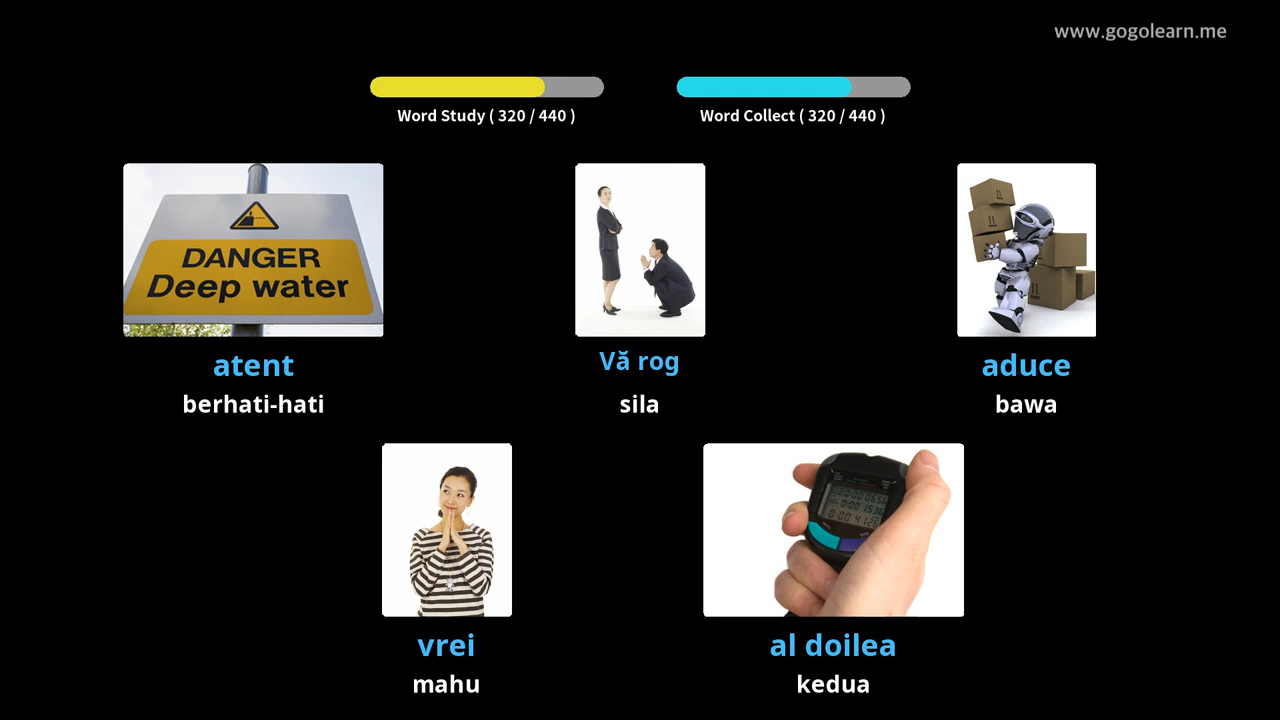 www.gogolearn.me
Word Study ( 320 / 440 )
Word Collect ( 320 / 440 )
DANGER
Deep water
atent
berhati-hati
Vă rog
sila
aduce
bawa
vrei
mahu
al doilea
kedua